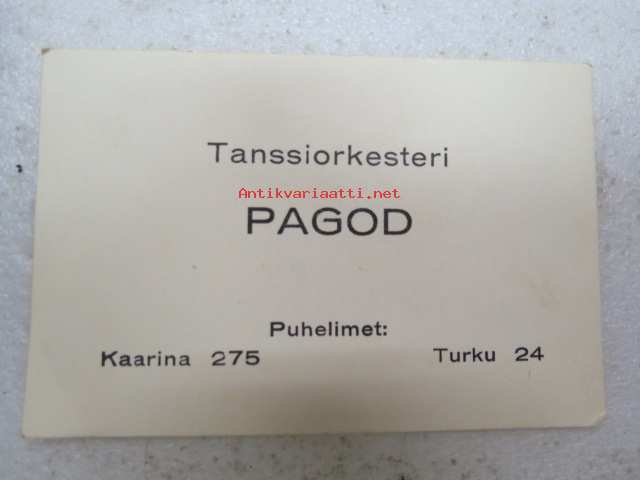 Tanssiorkesteri
Antikvariaatti.net
PAGOD
Puhelimet:
Kaarina 275 Turku 24